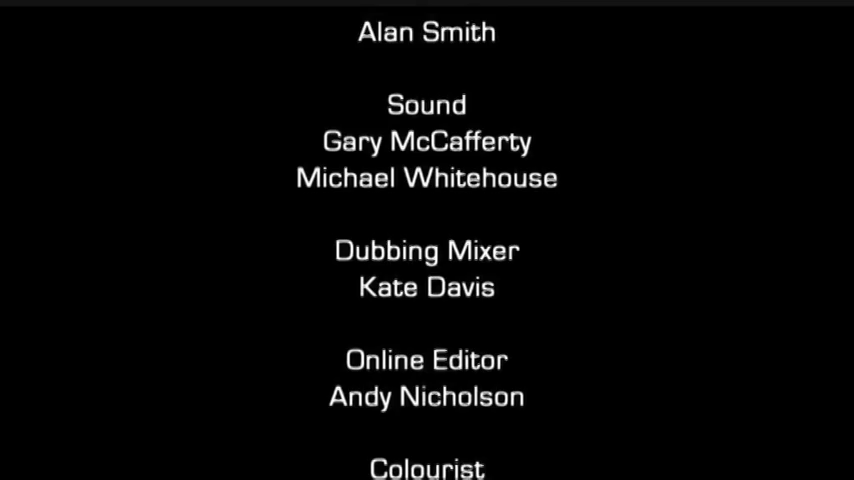 Alan Smith
Sound
Gary McCafferty
Michael Whitehouse
Dubbing Mixer
Kate Davis
Online Editor
Andy Nicholson
Colourist